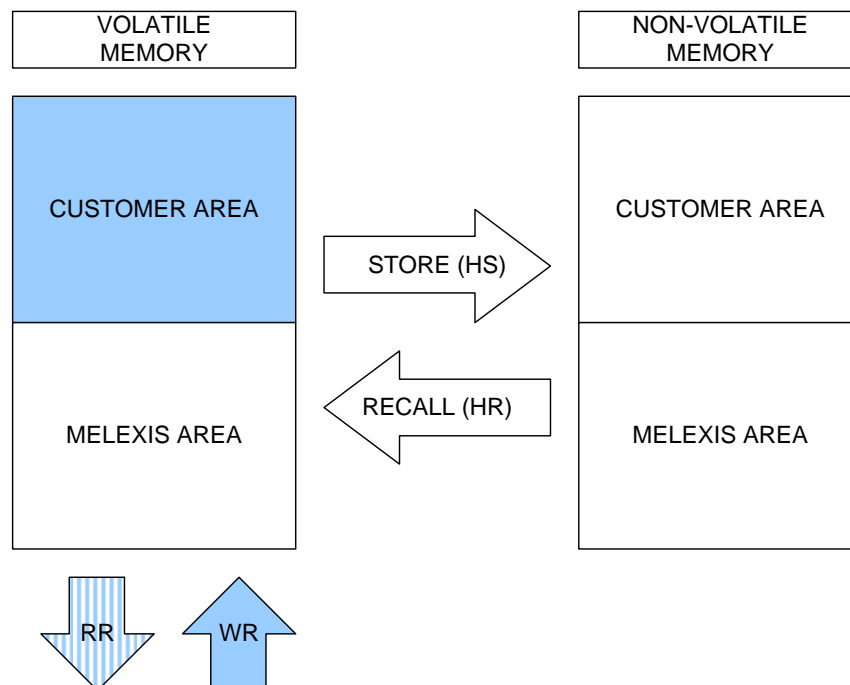 VOLATILE
MEMORY
NON-VOLATILE
MEMORY
CUSTOMER AREA
CUSTOMER AREA
STORE (HS)
RECALL (HR)
MELEXIS AREA
MELEXIS AREA
RR
WR